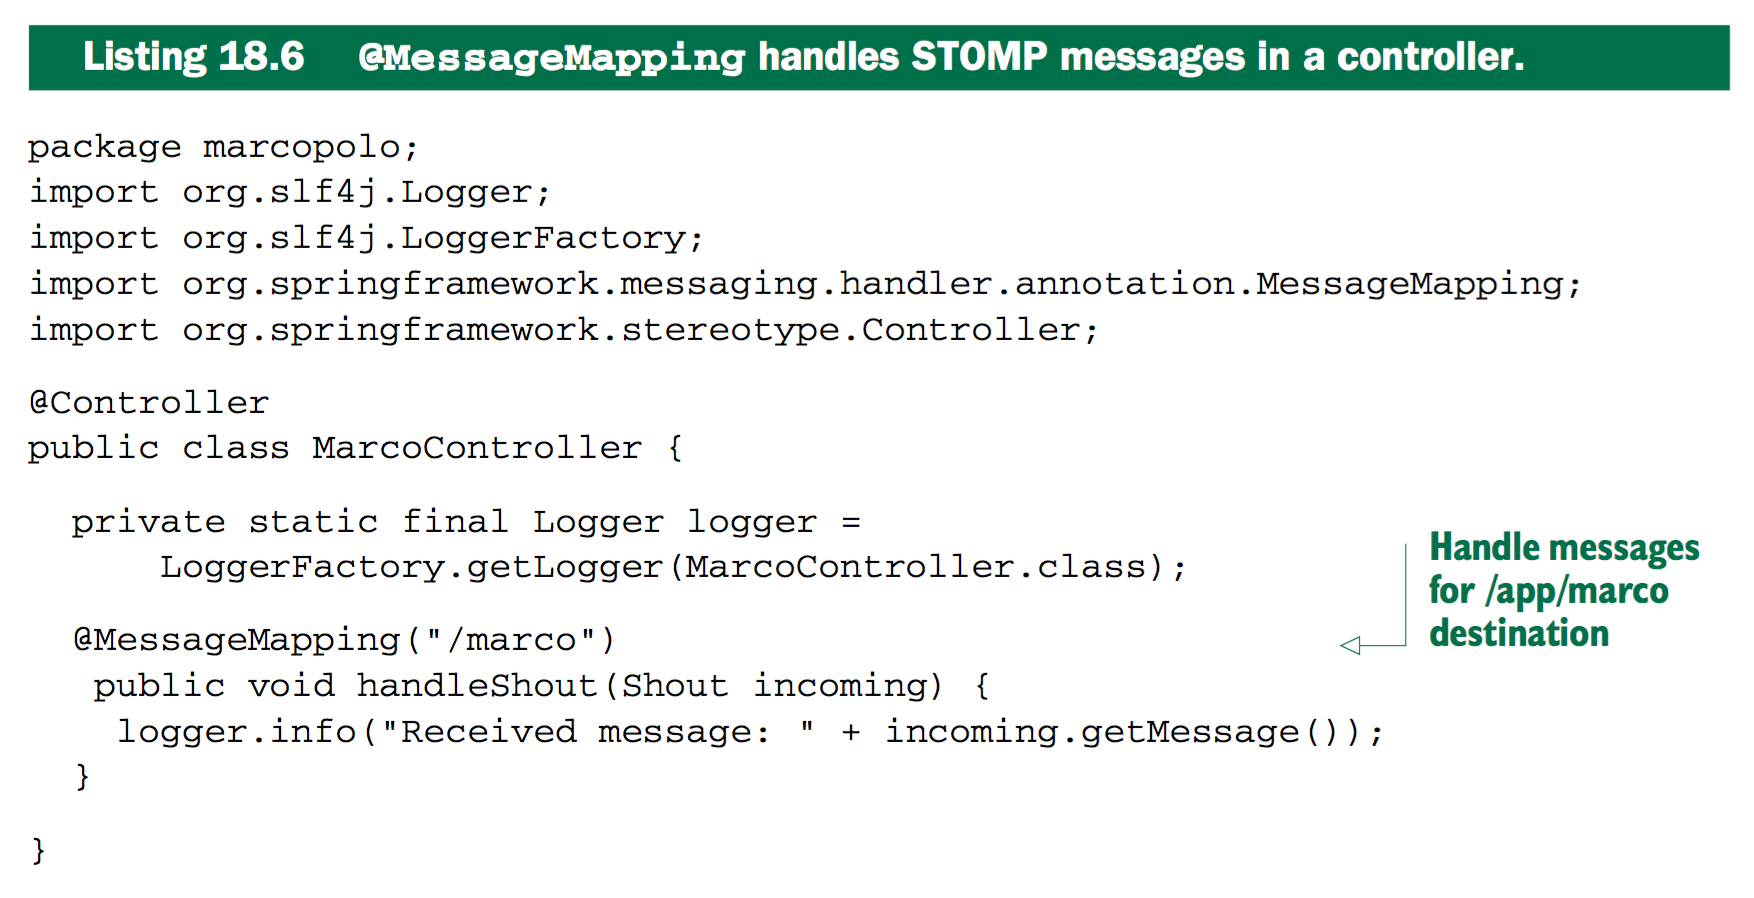 Listing 18.6 @MessageMapping handles STOMP messages in a controller.
package marcopolo;
import org.slf4j.Logger;
import org.slf4j.LoggerFactory;
import org.springframework.messaging.handler.annotation.MessageMapping;
import org.springframework.stereotype.Controller;
@Controller
public class MarcoController {
private static final Logger logger =
LoggerFactory.getLogger(MarcoController.class);
Handle messages
for /app/marco
destination
@MessageMapping("/marco")
public void handleShout(Shout incoming) {
logger.info("Received message: " + incoming.getMessage());
}
}